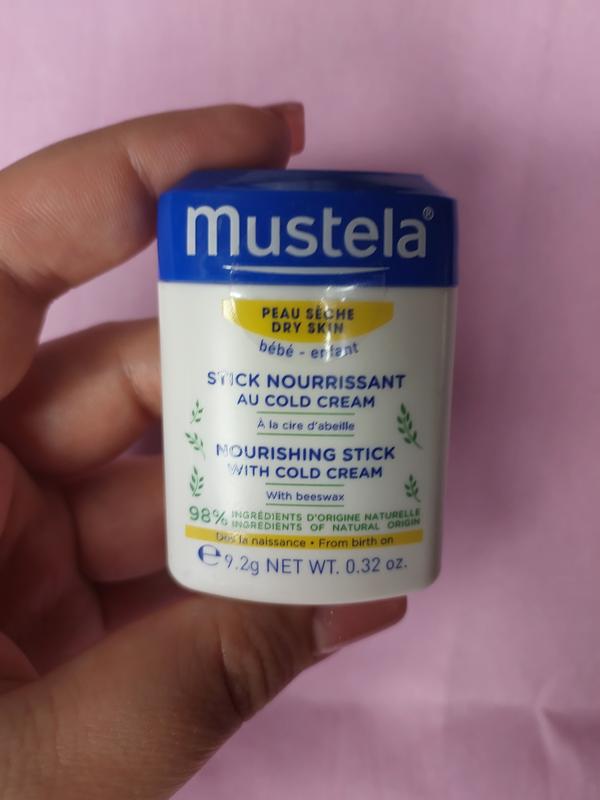 mustela®
PEAU SÈCHE
DRY SKIN
bébé - enfant
STICK NOURRISSANT
AU COLD CREAM
À la cire d'abeille
NOURISHING STICK
WITH COLD CREAM
With beeswax
98% INGRÉDIENTS D'ORIGINE NATURELLE
INGREDIENTS OF NATURAL ORIGIN
Dès la naissance • From birth on
℮ 9.2g NET WT. 0.32 oz.